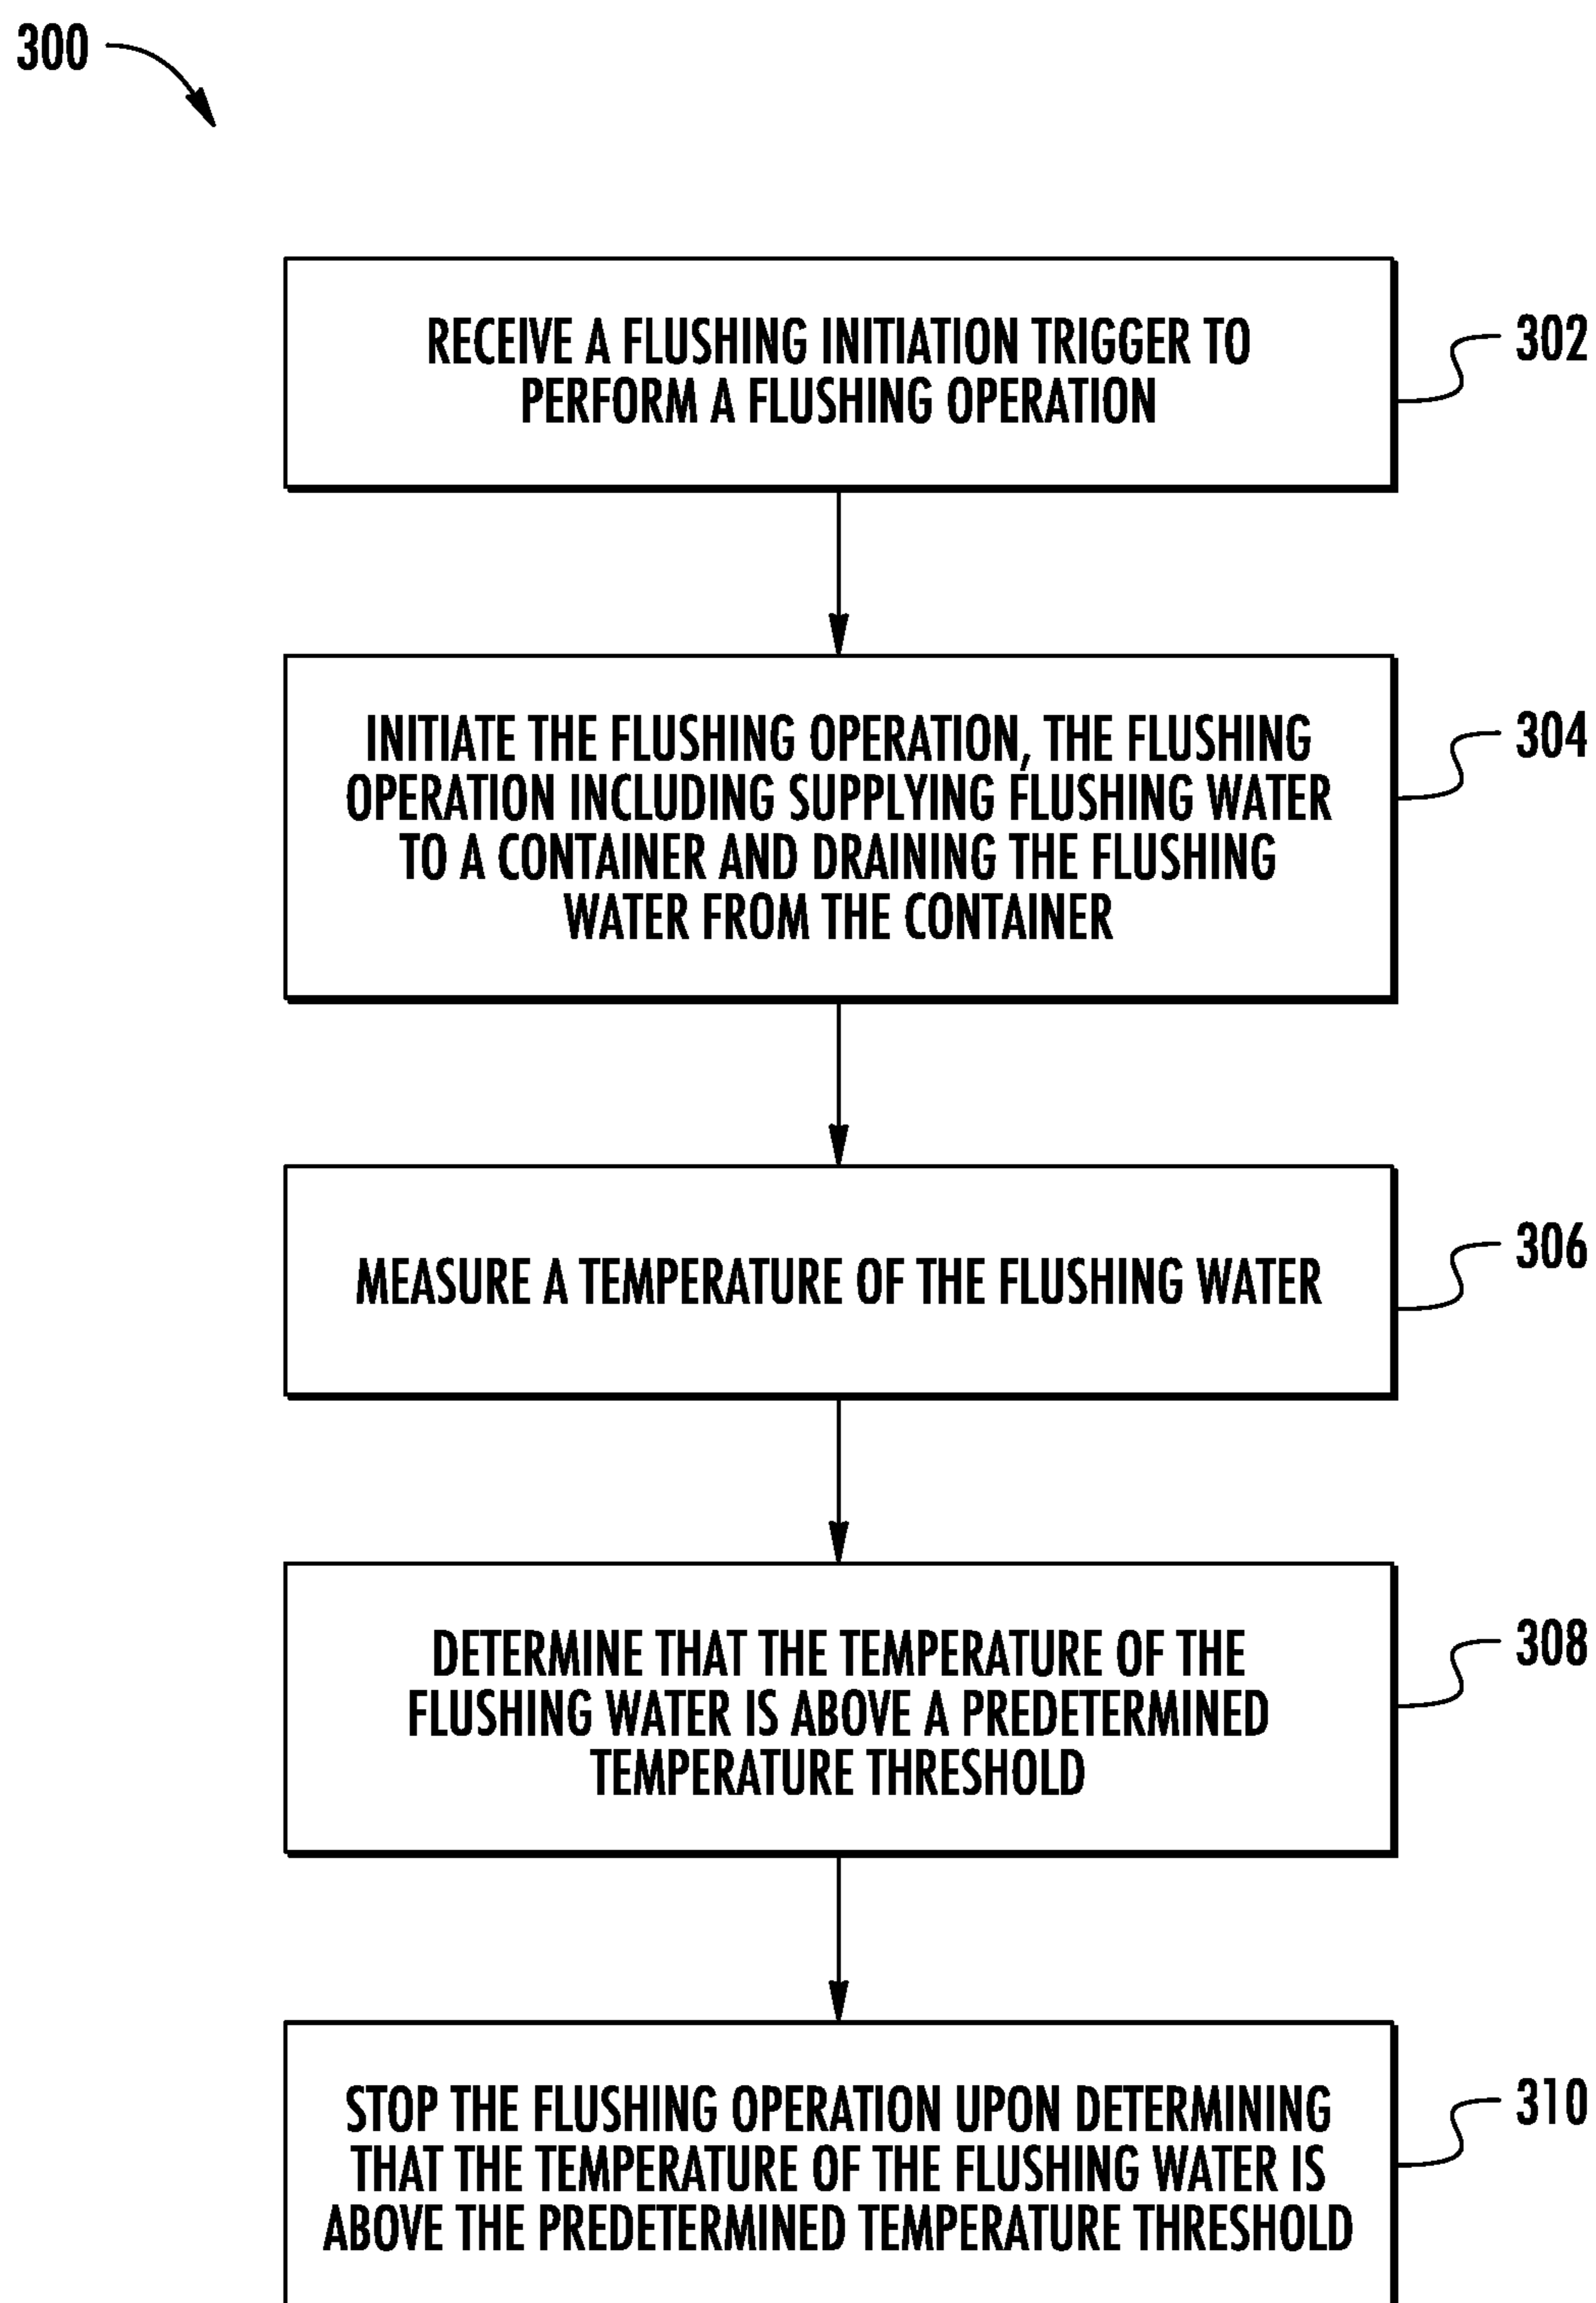 300
RECEIVE A FLUSHING INITIATION TRIGGER TO
PERFORM A FLUSHING OPERATION
302
INITIATE THE FLUSHING OPERATION, THE FLUSHING
OPERATION INCLUDING SUPPLYING FLUSHING WATER
TO A CONTAINER AND DRAINING THE FLUSHING
WATER FROM THE CONTAINER
304
MEASURE A TEMPERATURE OF THE FLUSHING WATER
306
DETERMINE THAT THE TEMPERATURE OF THE
FLUSHING WATER IS ABOVE A PREDETERMINED
TEMPERATURE THRESHOLD
308
STOP THE FLUSHING OPERATION UPON DETERMINING
THAT THE TEMPERATURE OF THE FLUSHING WATER IS
ABOVE THE PREDETERMINED TEMPERATURE THRESHOLD
310